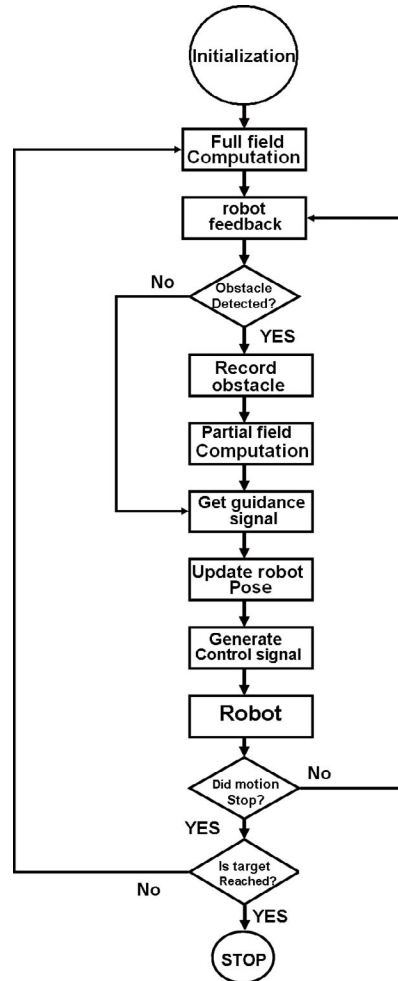 Initialization
Full field
Computation
robot
feedback
No
Obstacle
Detected?
YES
Record
obstacle
Partial field
Computation
Get guidance
signal
Update robot
Pose
Generate
Control signal
Robot
Did motion
Stop?
No
YES
Is target
Reached?
No
YES
STOP